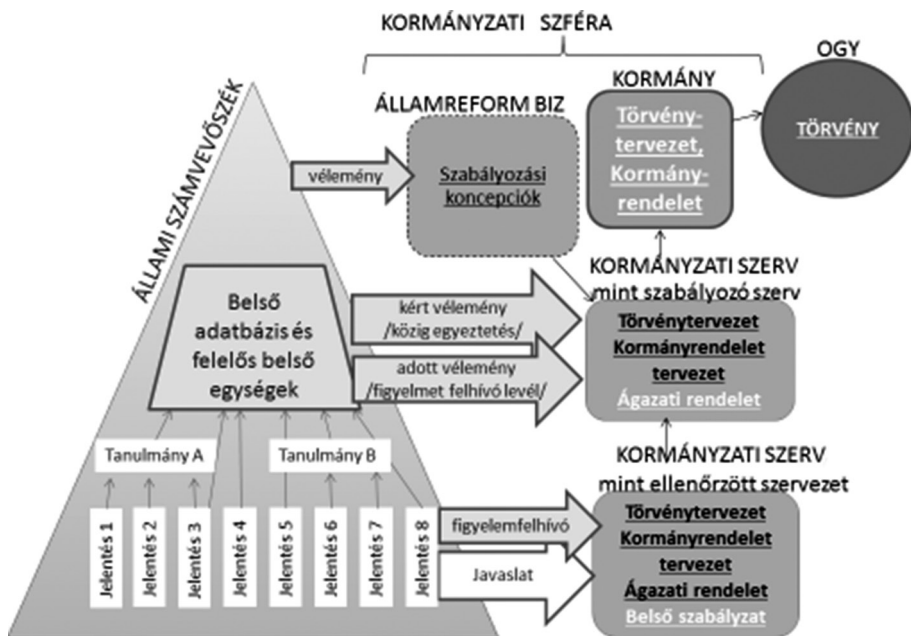 KORMÁNYZATI SZFÉRA
OGY
KORMÁNY
ÁLLAMREFORM BIZ
Törvény-
tervezet,
Kormány-
rendelet
TÖRVÉNY
ÁLLAMI SZÁMVEVŐSZÉK
vélemény
Szabályozási
koncepciók
KORMÁNYZATI SZERV
mint szabályozó szerv
Belső
adatbázis és
felelős belső
egységek
kért vélemény
/közig egyeztetés/
adott vélemény
/figyelmet felhívó levél/
Törvénytervezet
Kormányrendelet
tervezet
Ágazati rendelet
Tanulmány A
Tanulmány B
KORMÁNYZATI SZERV
mint ellenőrzött szervezet
Jelentés 1
Jelentés 2
Jelentés 3
Jelentés 4
Jelentés 5
Jelentés 6
Jelentés 7
Jelentés 8
figyelemfelhívó
Javaslat
Törvénytervezet
Kormányrendelet
tervezet
Ágazati rendelet
Belső szabályzat